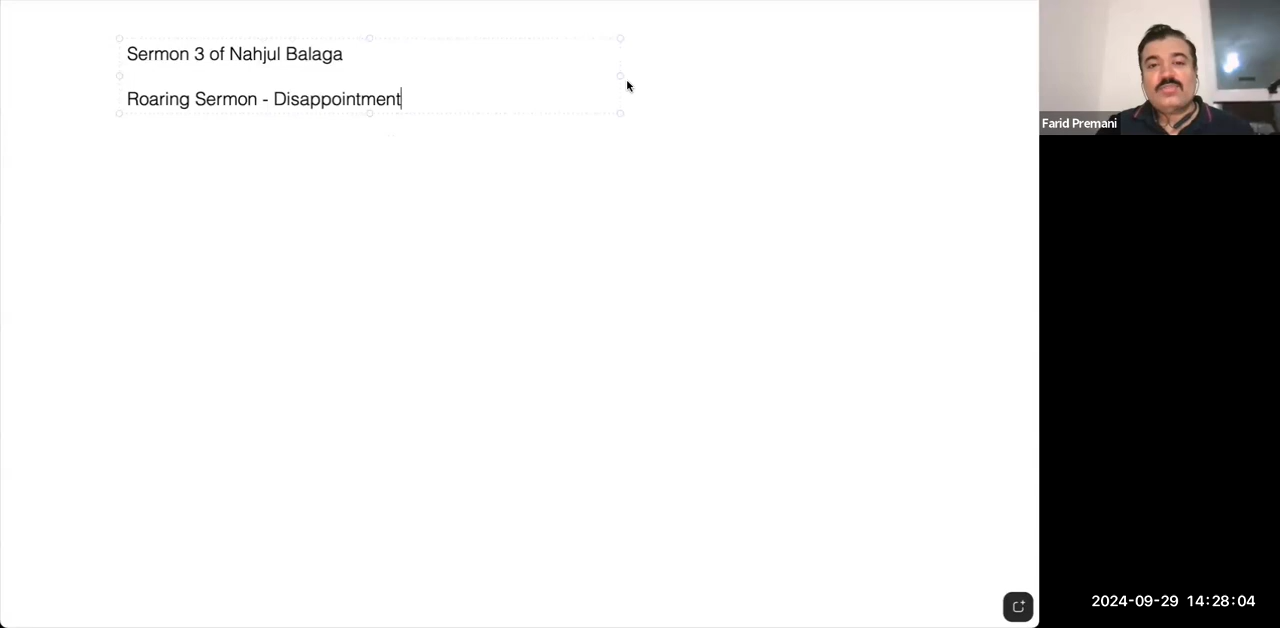 Sermon 3 of Nahjul Balaga
Roaring Sermon - Disappointment
Farid Premani
2024-09-29 14:28:04